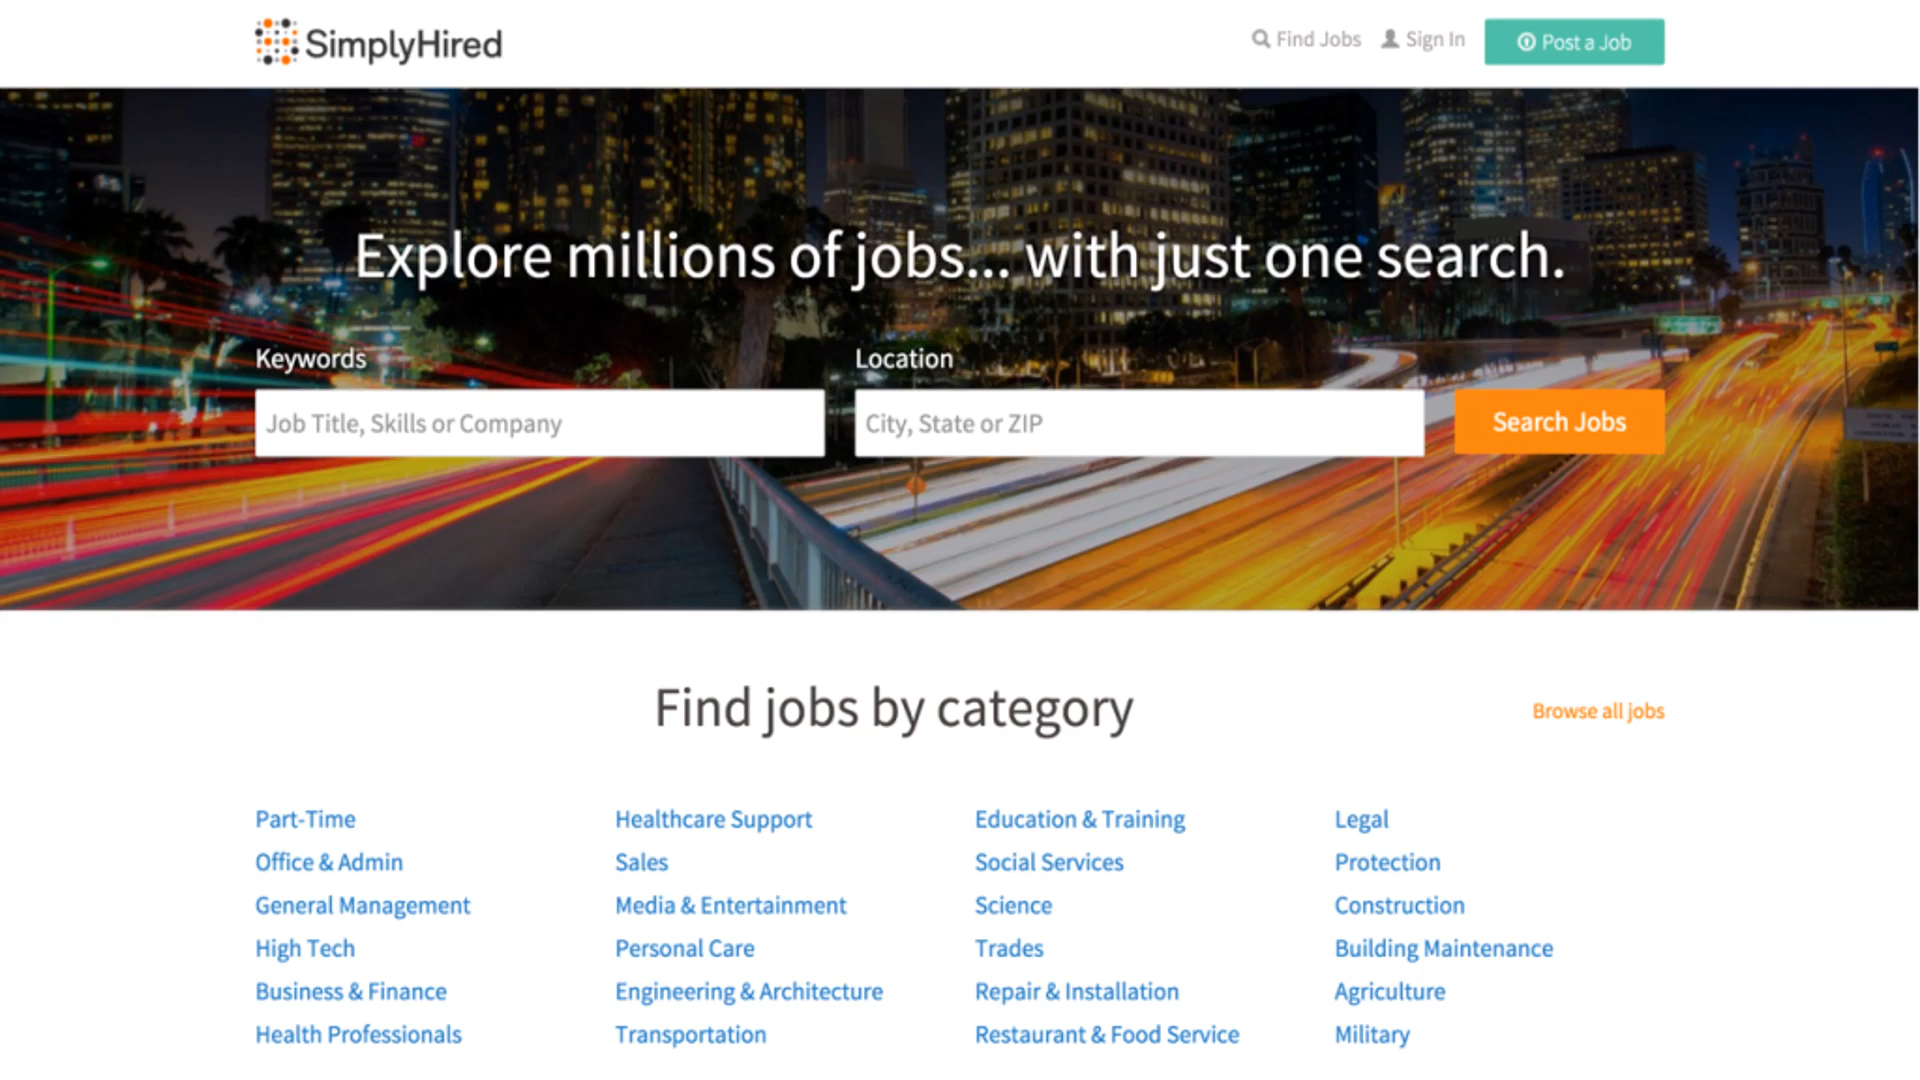 SimplyHired
Find Jobs
Sign In
Post a Job
Explore millions of jobs... with just one search.
Keywords
Location
Job Title, Skills or Company
City, State or ZIP
Search Jobs
Find jobs by category
Browse all jobs
Part-Time
Office & Admin
General Management
High Tech
Business & Finance
Health Professionals
Healthcare Support
Sales
Media & Entertainment
Personal Care
Engineering & Architecture
Transportation
Education & Training
Social Services
Science
Trades
Repair & Installation
Restaurant & Food Service
Legal
Protection
Construction
Building Maintenance
Agriculture
Military